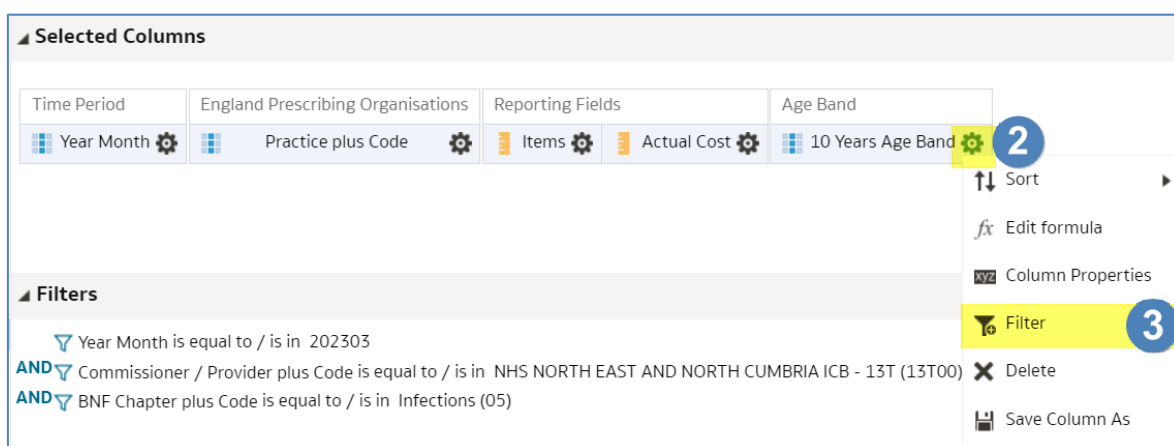 Selected Columns
Time Period England Prescribing Organisations Reporting Fields Age Band
Year Month Practice plus Code Items Actual Cost 10 Years Age Band 2
Sort
fx Edit formula
xyz Column Properties
Filters
Filter 3
Year Month is equal to / is in 202303
AND Commissioner / Provider plus Code is equal to / is in NHS NORTH EAST AND NORTH CUMBRIA ICB - 13T (13T00)
Delete
AND BNF Chapter plus Code is equal to / is in Infections (05)
Save Column As